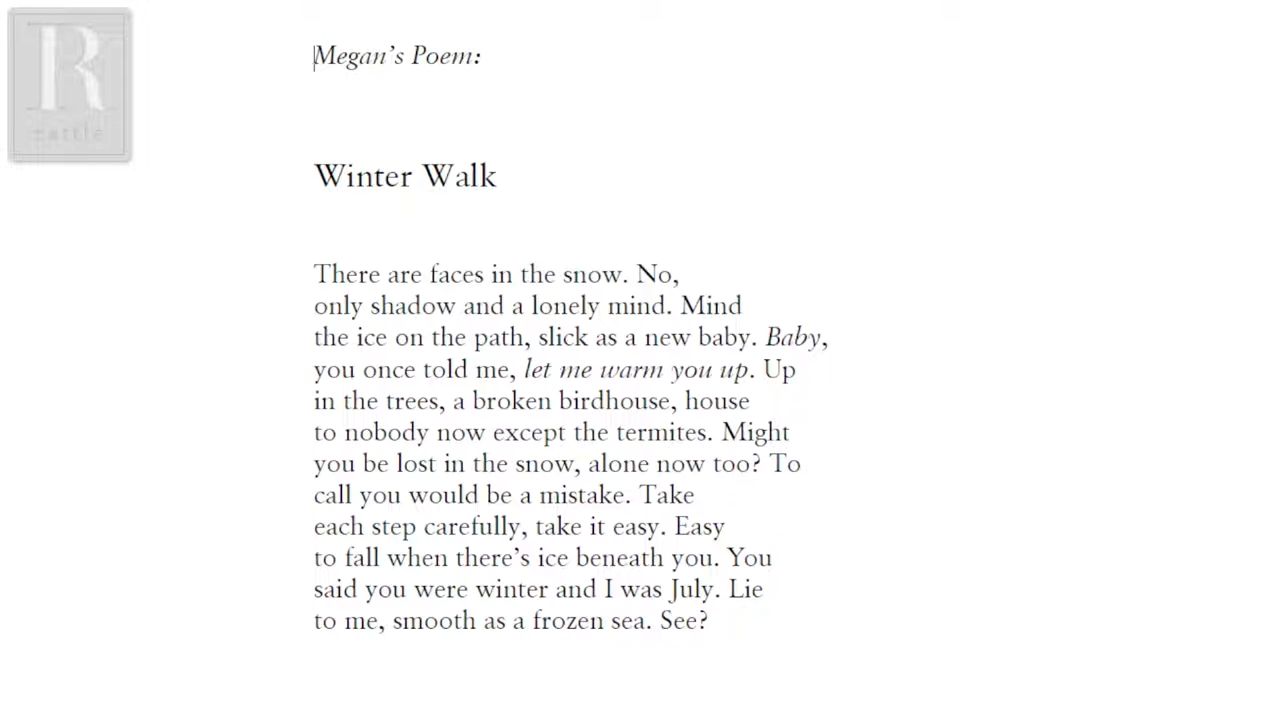 R
rattle
Megan's Poem:
Winter Walk
There are faces in the snow. No,
only shadow and a lonely mind. Mind
the ice on the path, slick as a new baby. Baby,
you once told me, let me warm you up. Up
in the trees, a broken birdhouse, house
to nobody now except the termites. Might
you be lost in the snow, alone now too? To
call you would be a mistake. Take
each step carefully, take it easy. Easy
to fall when there's ice beneath you. You
said you were winter and I was July. Lie
to me, smooth as a frozen sea. See?